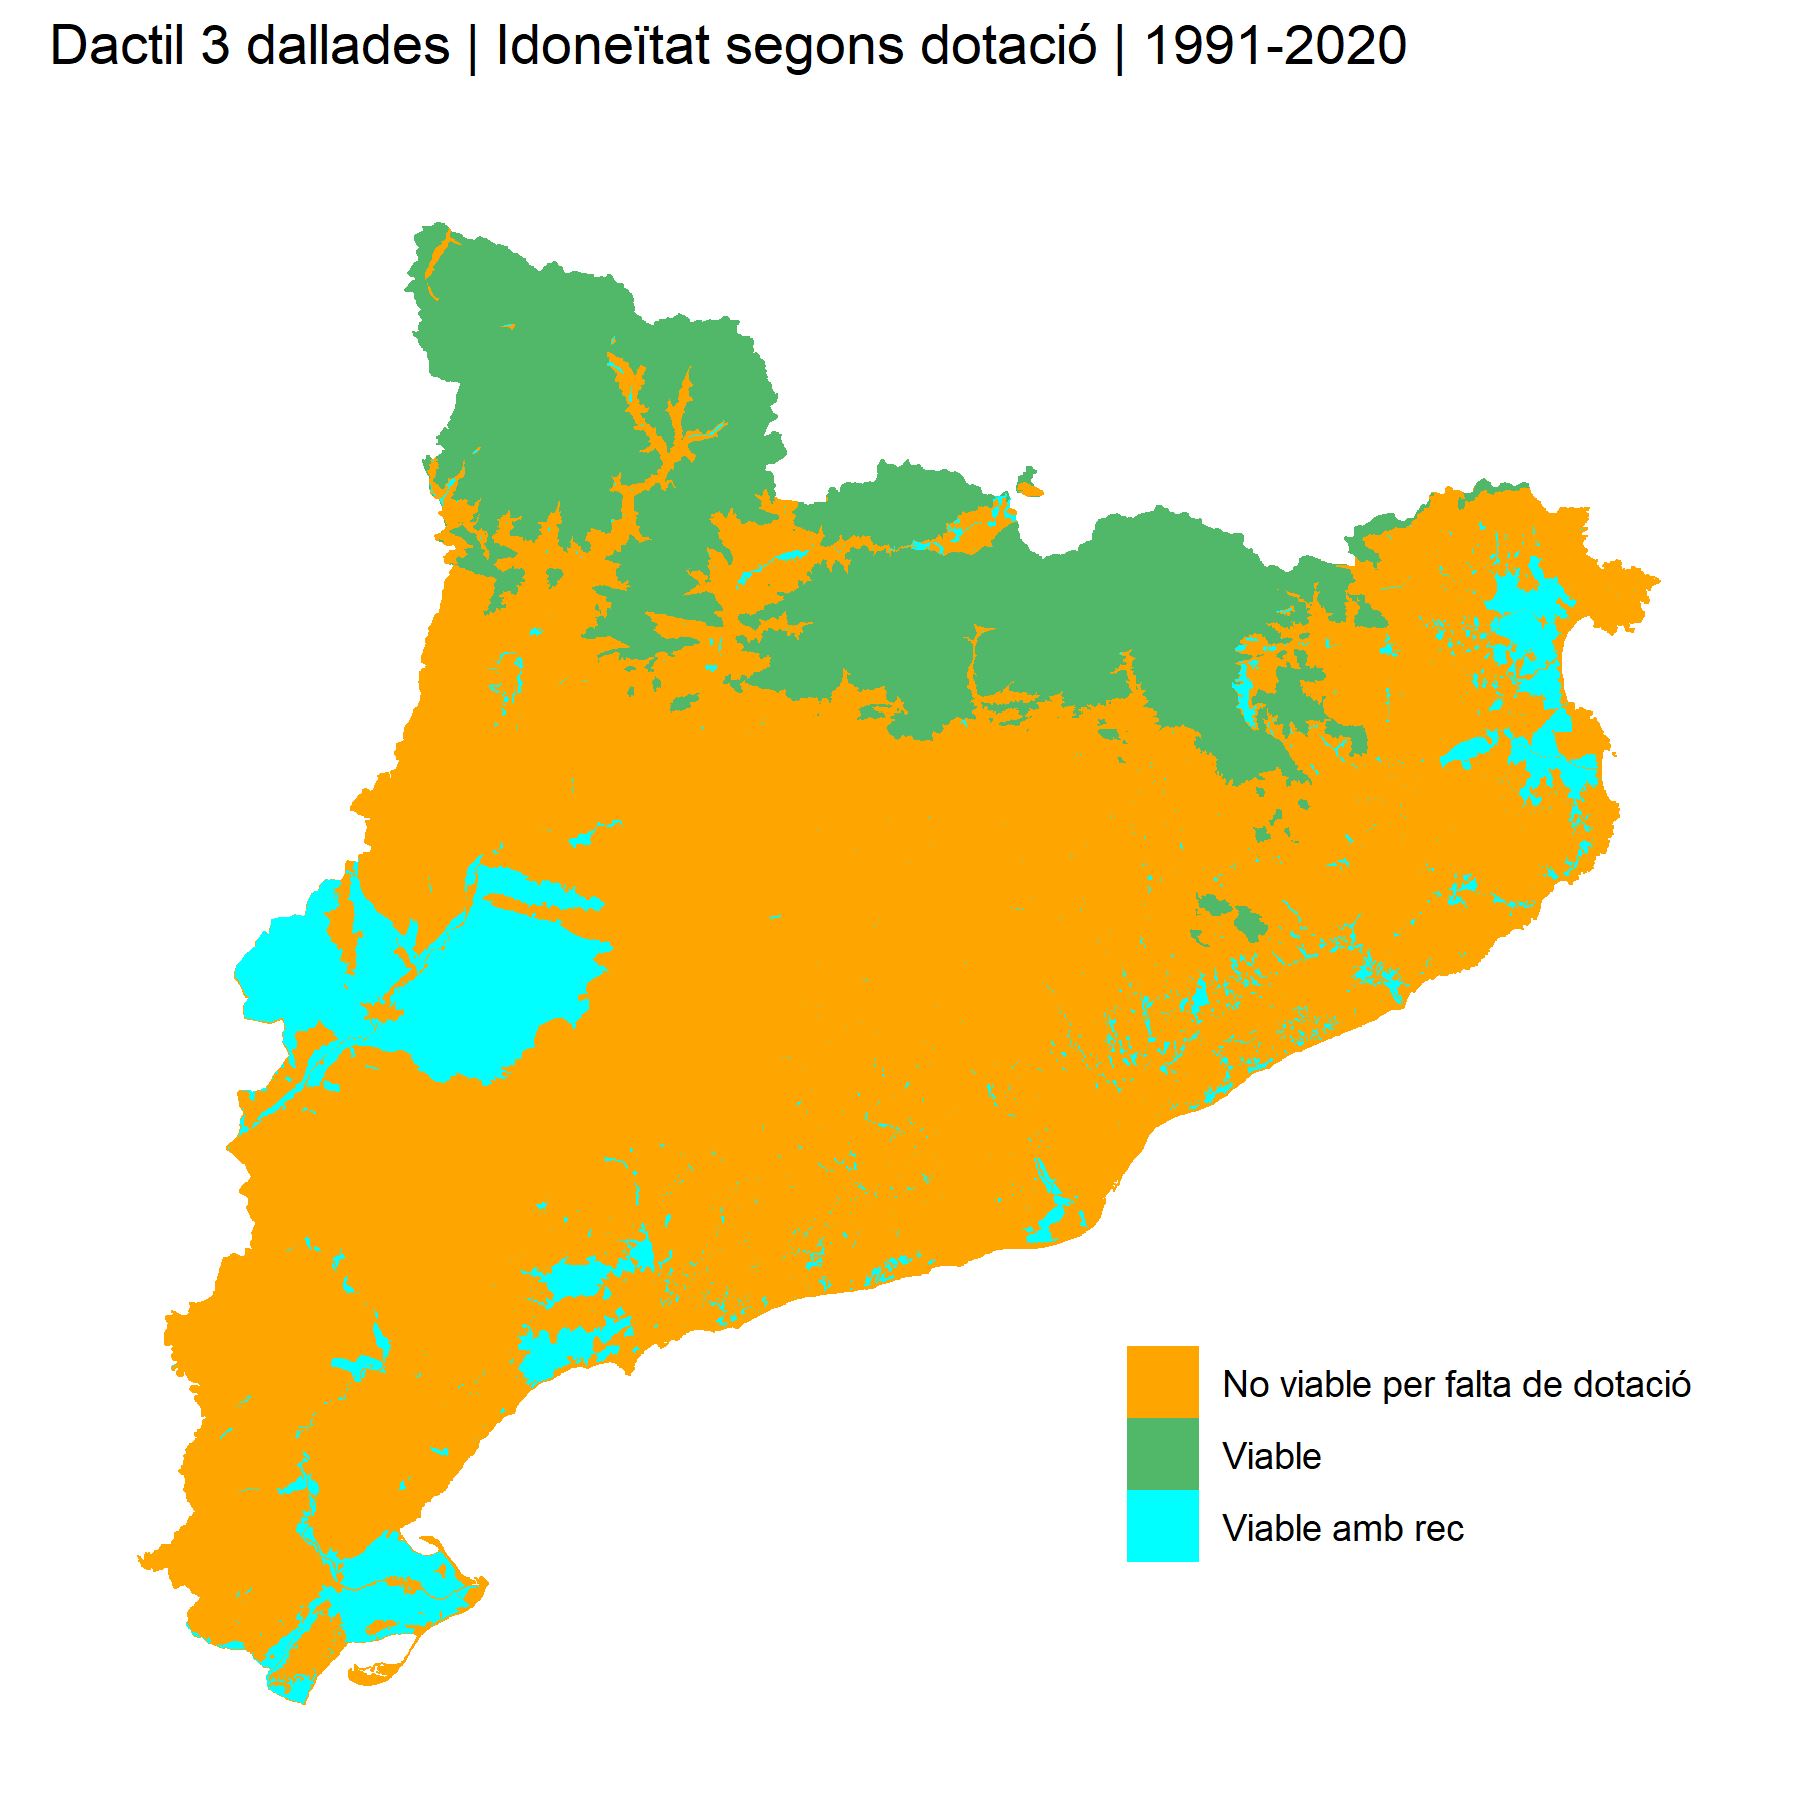 Dactil 3 dallades | Idoneïtat segons dotació | 1991-2020
No viable per falta de dotació
Viable
Viable amb rec